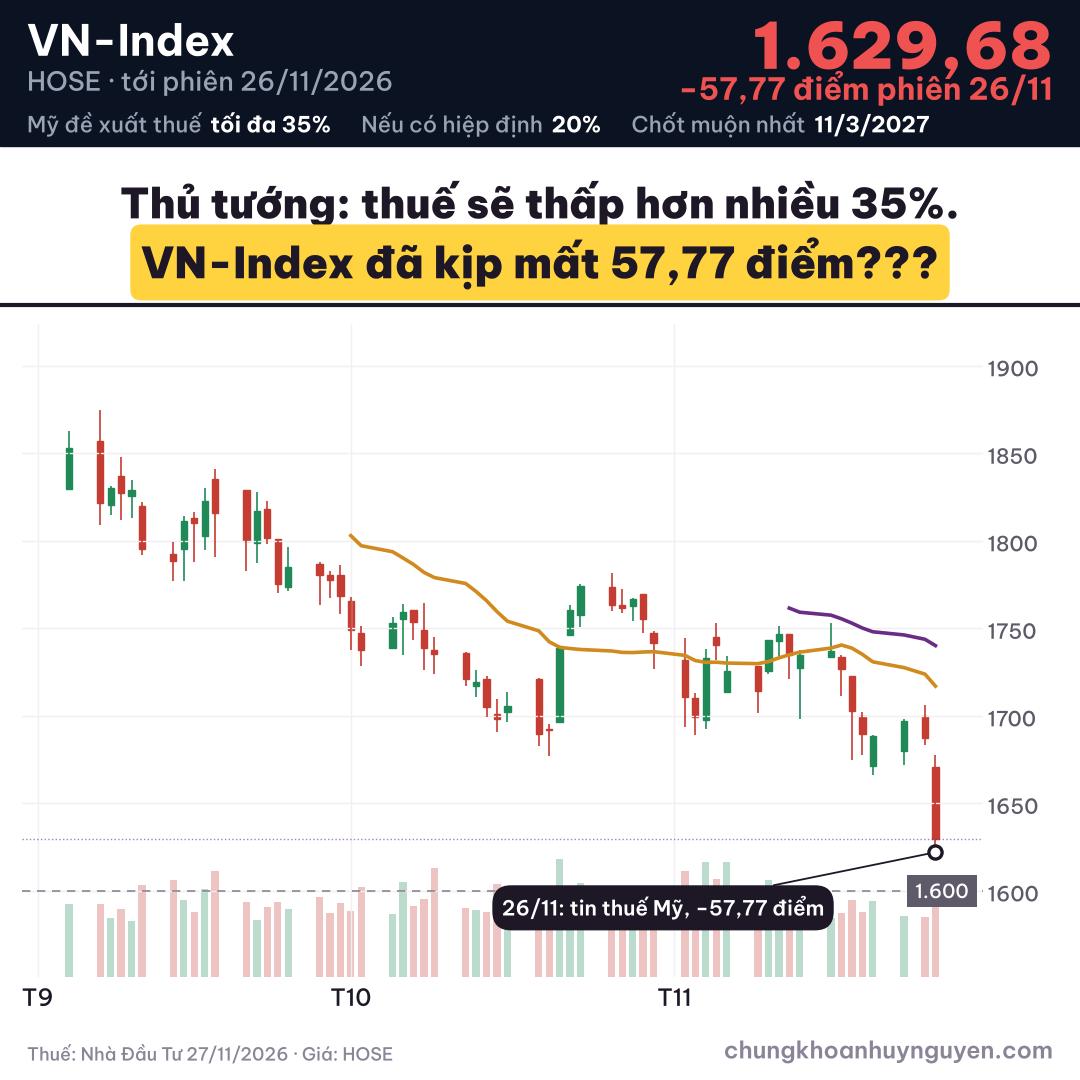 VN-Index
1.629,68
HOSE · tới phiên 26/11/2026
-57,77 điểm phiên 26/11
Mỹ đề xuất thuế tối đa 35% Nếu có hiệp định 20% Chốt muộn nhất 11/3/2027
Thủ tướng: thuế sẽ thấp hơn nhiều 35%.
VN-Index đã kịp mất 57,77 điểm???
1900
1850
1800
1750
1700
1650
1.600
1600
26/11: tin thuế Mỹ, -57,77 điểm
T9 T10 T11
Thuế: Nhà Đầu Tư 27/11/2026 · Giá: HOSE
chungkhoanhuynguyen.com